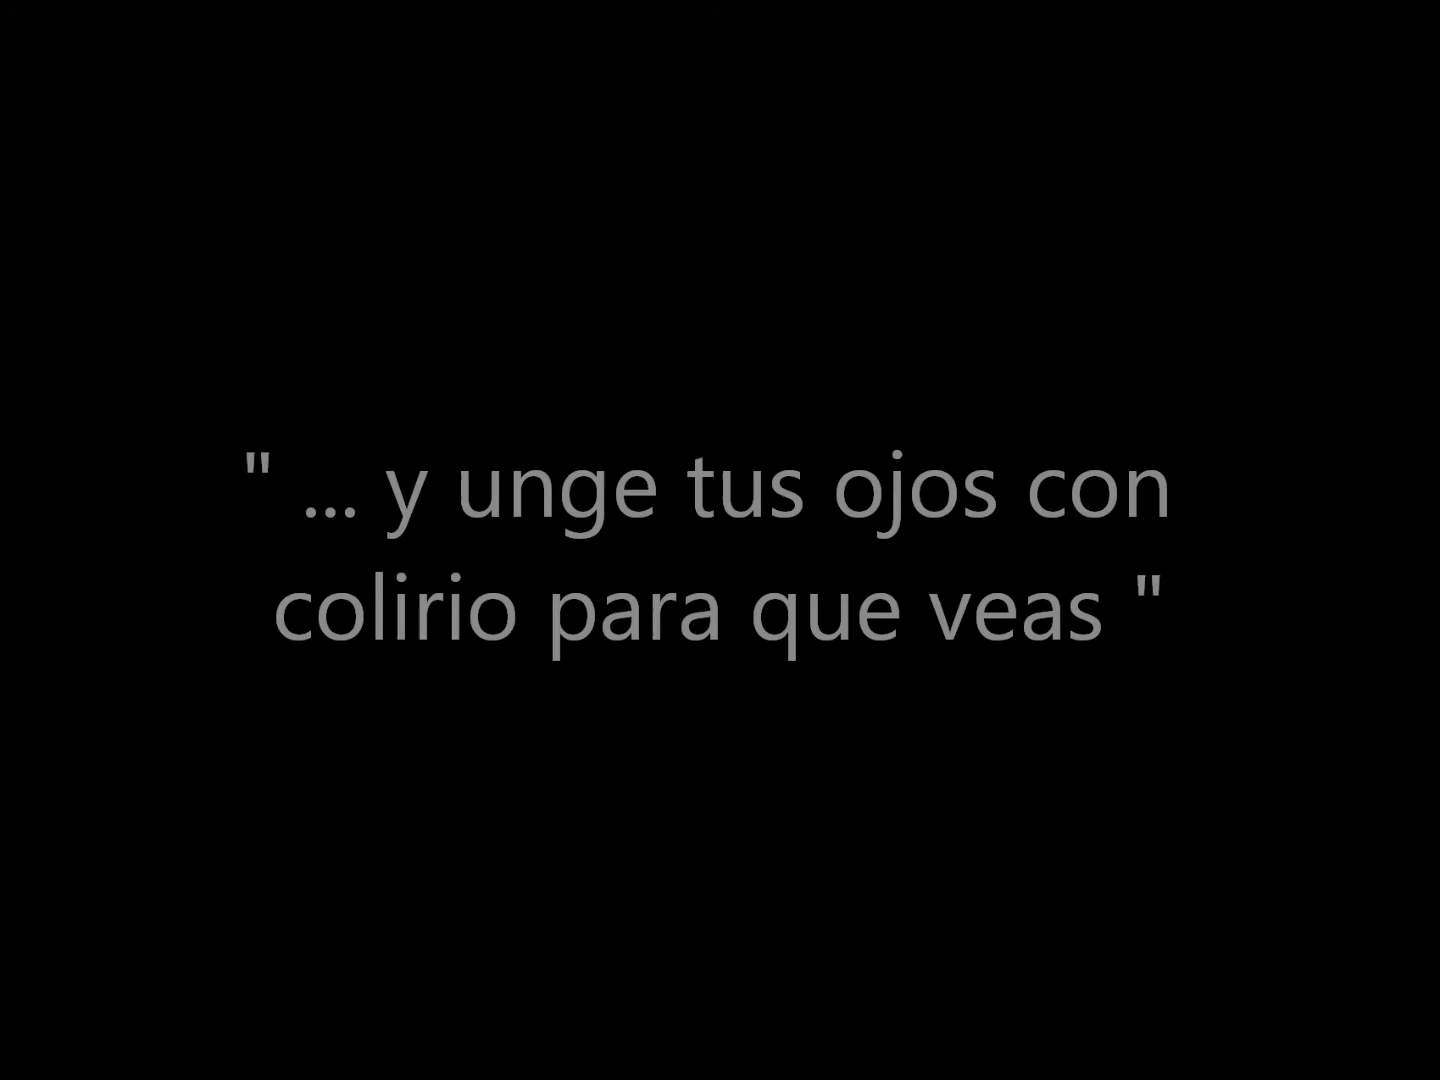 " ... y unge tus ojos con
colirio para que veas "